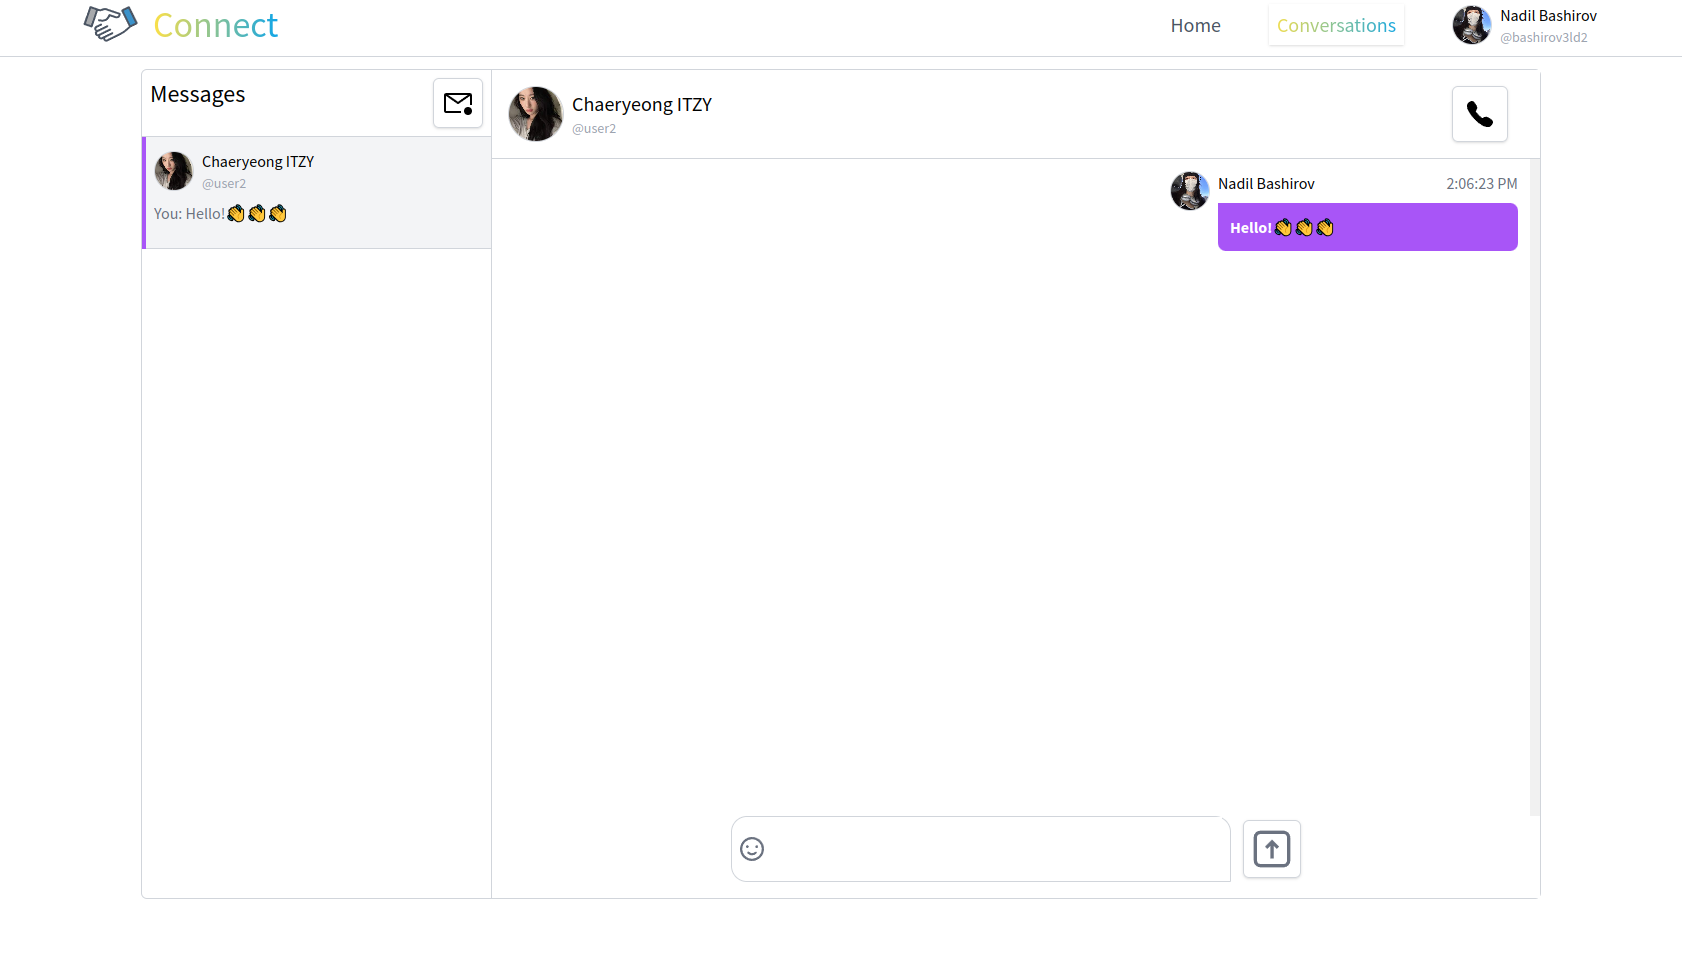 Connect
Home
Conversations
Nadil Bashirov
@bashirov3ld2
Messages
Chaeryeong ITZY
@user2
You: Hello!👏👏👏
Chaeryeong ITZY
@user2
Nadil Bashirov
2:06:23 PM
Hello!👏👏👏